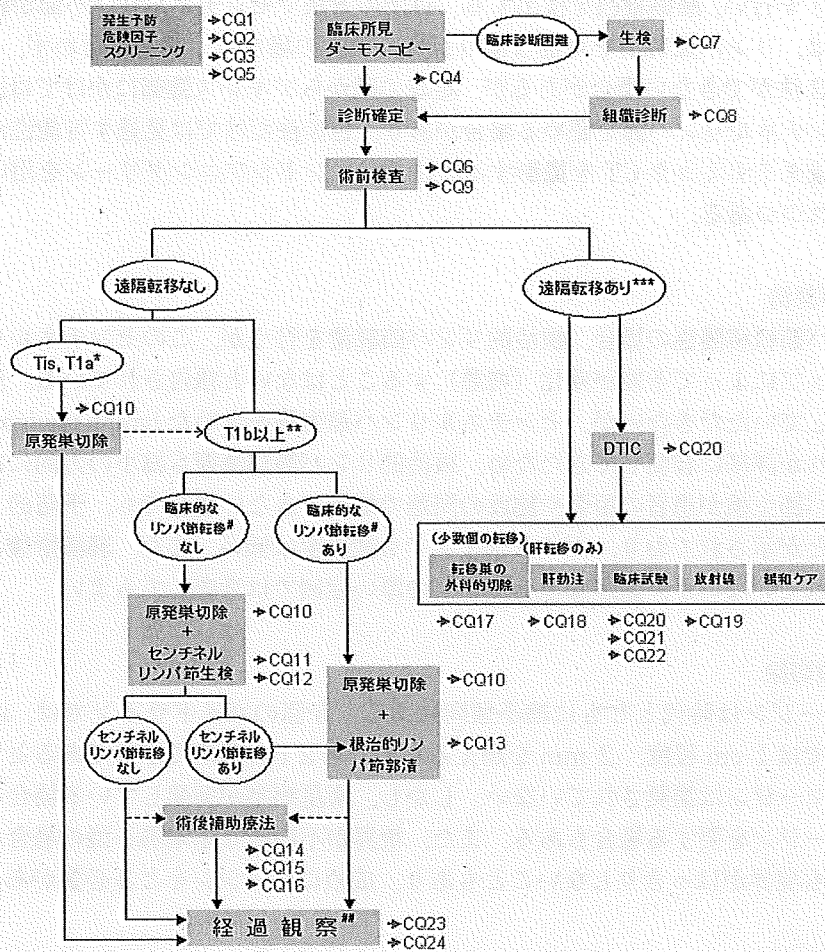 発生予防
危険因子
スクリーニング
➔CQ1
➔CQ2
➔CQ3
➔CQ5
臨床所見
ダーモスコピー
➔CQ4
臨床診断困難
生検
➔CQ7
診断確定
組織診断
➔CQ8
術前検査
➔CQ6
➔CQ9
遠隔転移なし
遠隔転移あり***
Tis, T1a*
➔CQ10
原発巣切除
T1b以上**
DTIC
➔CQ20
臨床的な
リンパ節転移#
なし
臨床的な
リンパ節転移#
あり
(少数個の転移)
(肝転移のみ)
転移巣の
外科的切除
肝動注
臨床試験
放射線
緩和ケア
➔CQ17
➔CQ18
➔CQ20
➔CQ21
➔CQ22
➔CQ19
原発巣切除
+
センチネル
リンパ節生検
➔CQ10
➔CQ11
➔CQ12
原発巣切除
+
根治的リン
パ節郭清
➔CQ10
➔CQ13
センチネル
リンパ節転移
なし
センチネル
リンパ節転移
あり
術後補助療法
➔CQ14
➔CQ15
➔CQ16
経過観察##
➔CQ23
➔CQ24